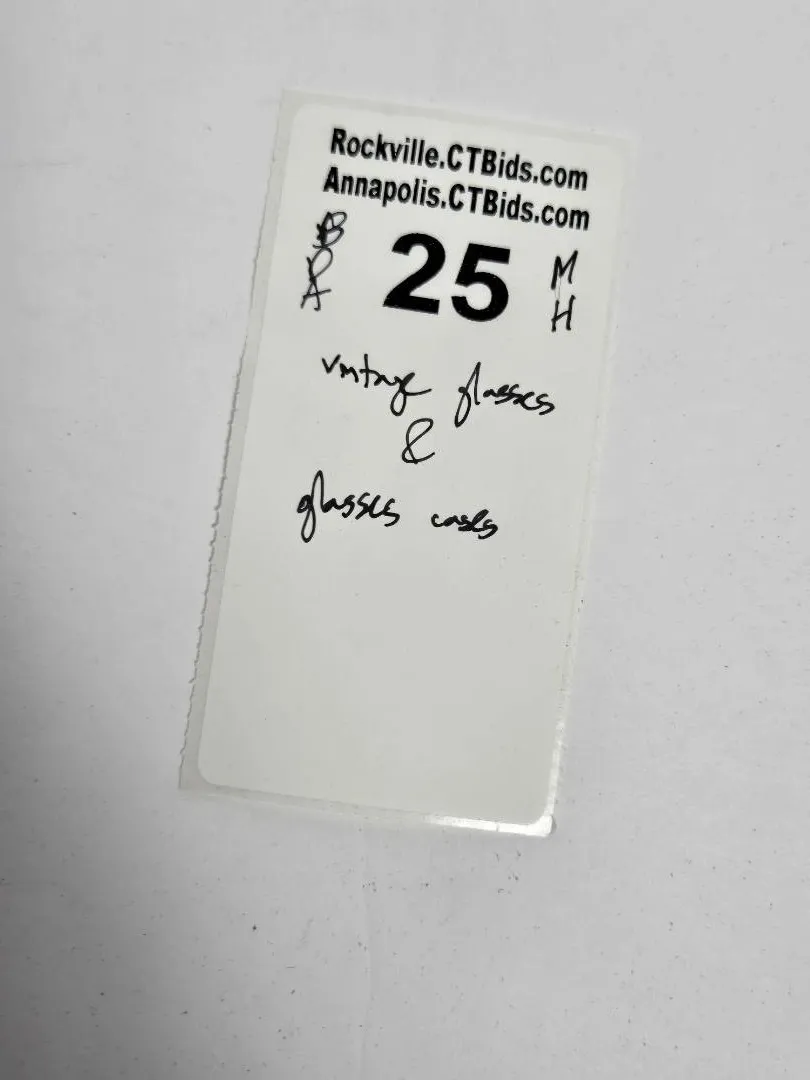 Rockville.CTBids.com
Annapolis.CTBids.com
B
D
A
25
M
H
vintage glasses
&
glasses cases